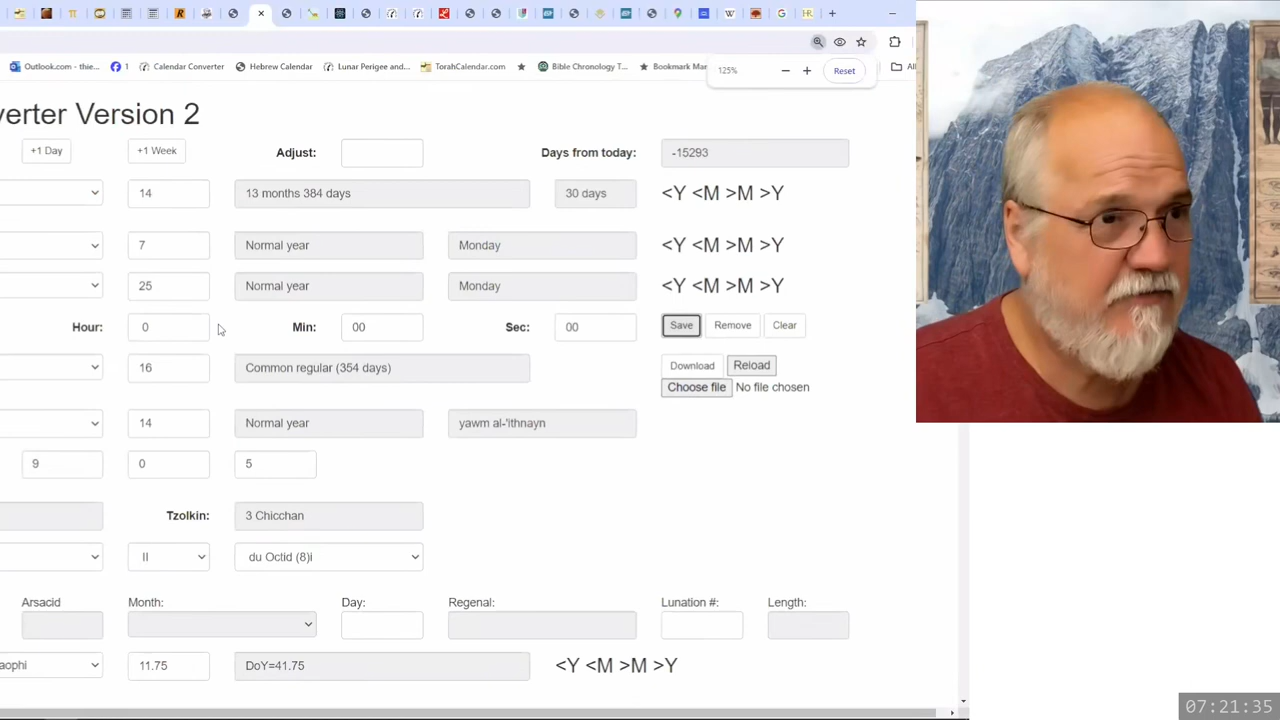 Outlook.com - thie... 1 Calendar Converter Hebrew Calendar Lunar Perigee and... TorahCalendar.com Bible Chronology T... Bookmark Man
125% - + Reset
verter Version 2
+1 Day +1 Week Adjust: Days from today: -15293
14 13 months 384 days 30 days <Y <M >M >Y
7 Normal year Monday <Y <M >M >Y
25 Normal year Monday <Y <M >M >Y
Hour: 0 Min: 00 Sec: 00 Save Remove Clear
16 Common regular (354 days) Download Reload
Choose file No file chosen
14 Normal year yawm al-'ithnayn
9 0 5
Tzolkin: 3 Chicchan
II du Octid (8)i
Arsacid Month: Day: Regenal: Lunation #: Length:
aophi 11.75 DoY=41.75 <Y <M >M >Y
07:21:35